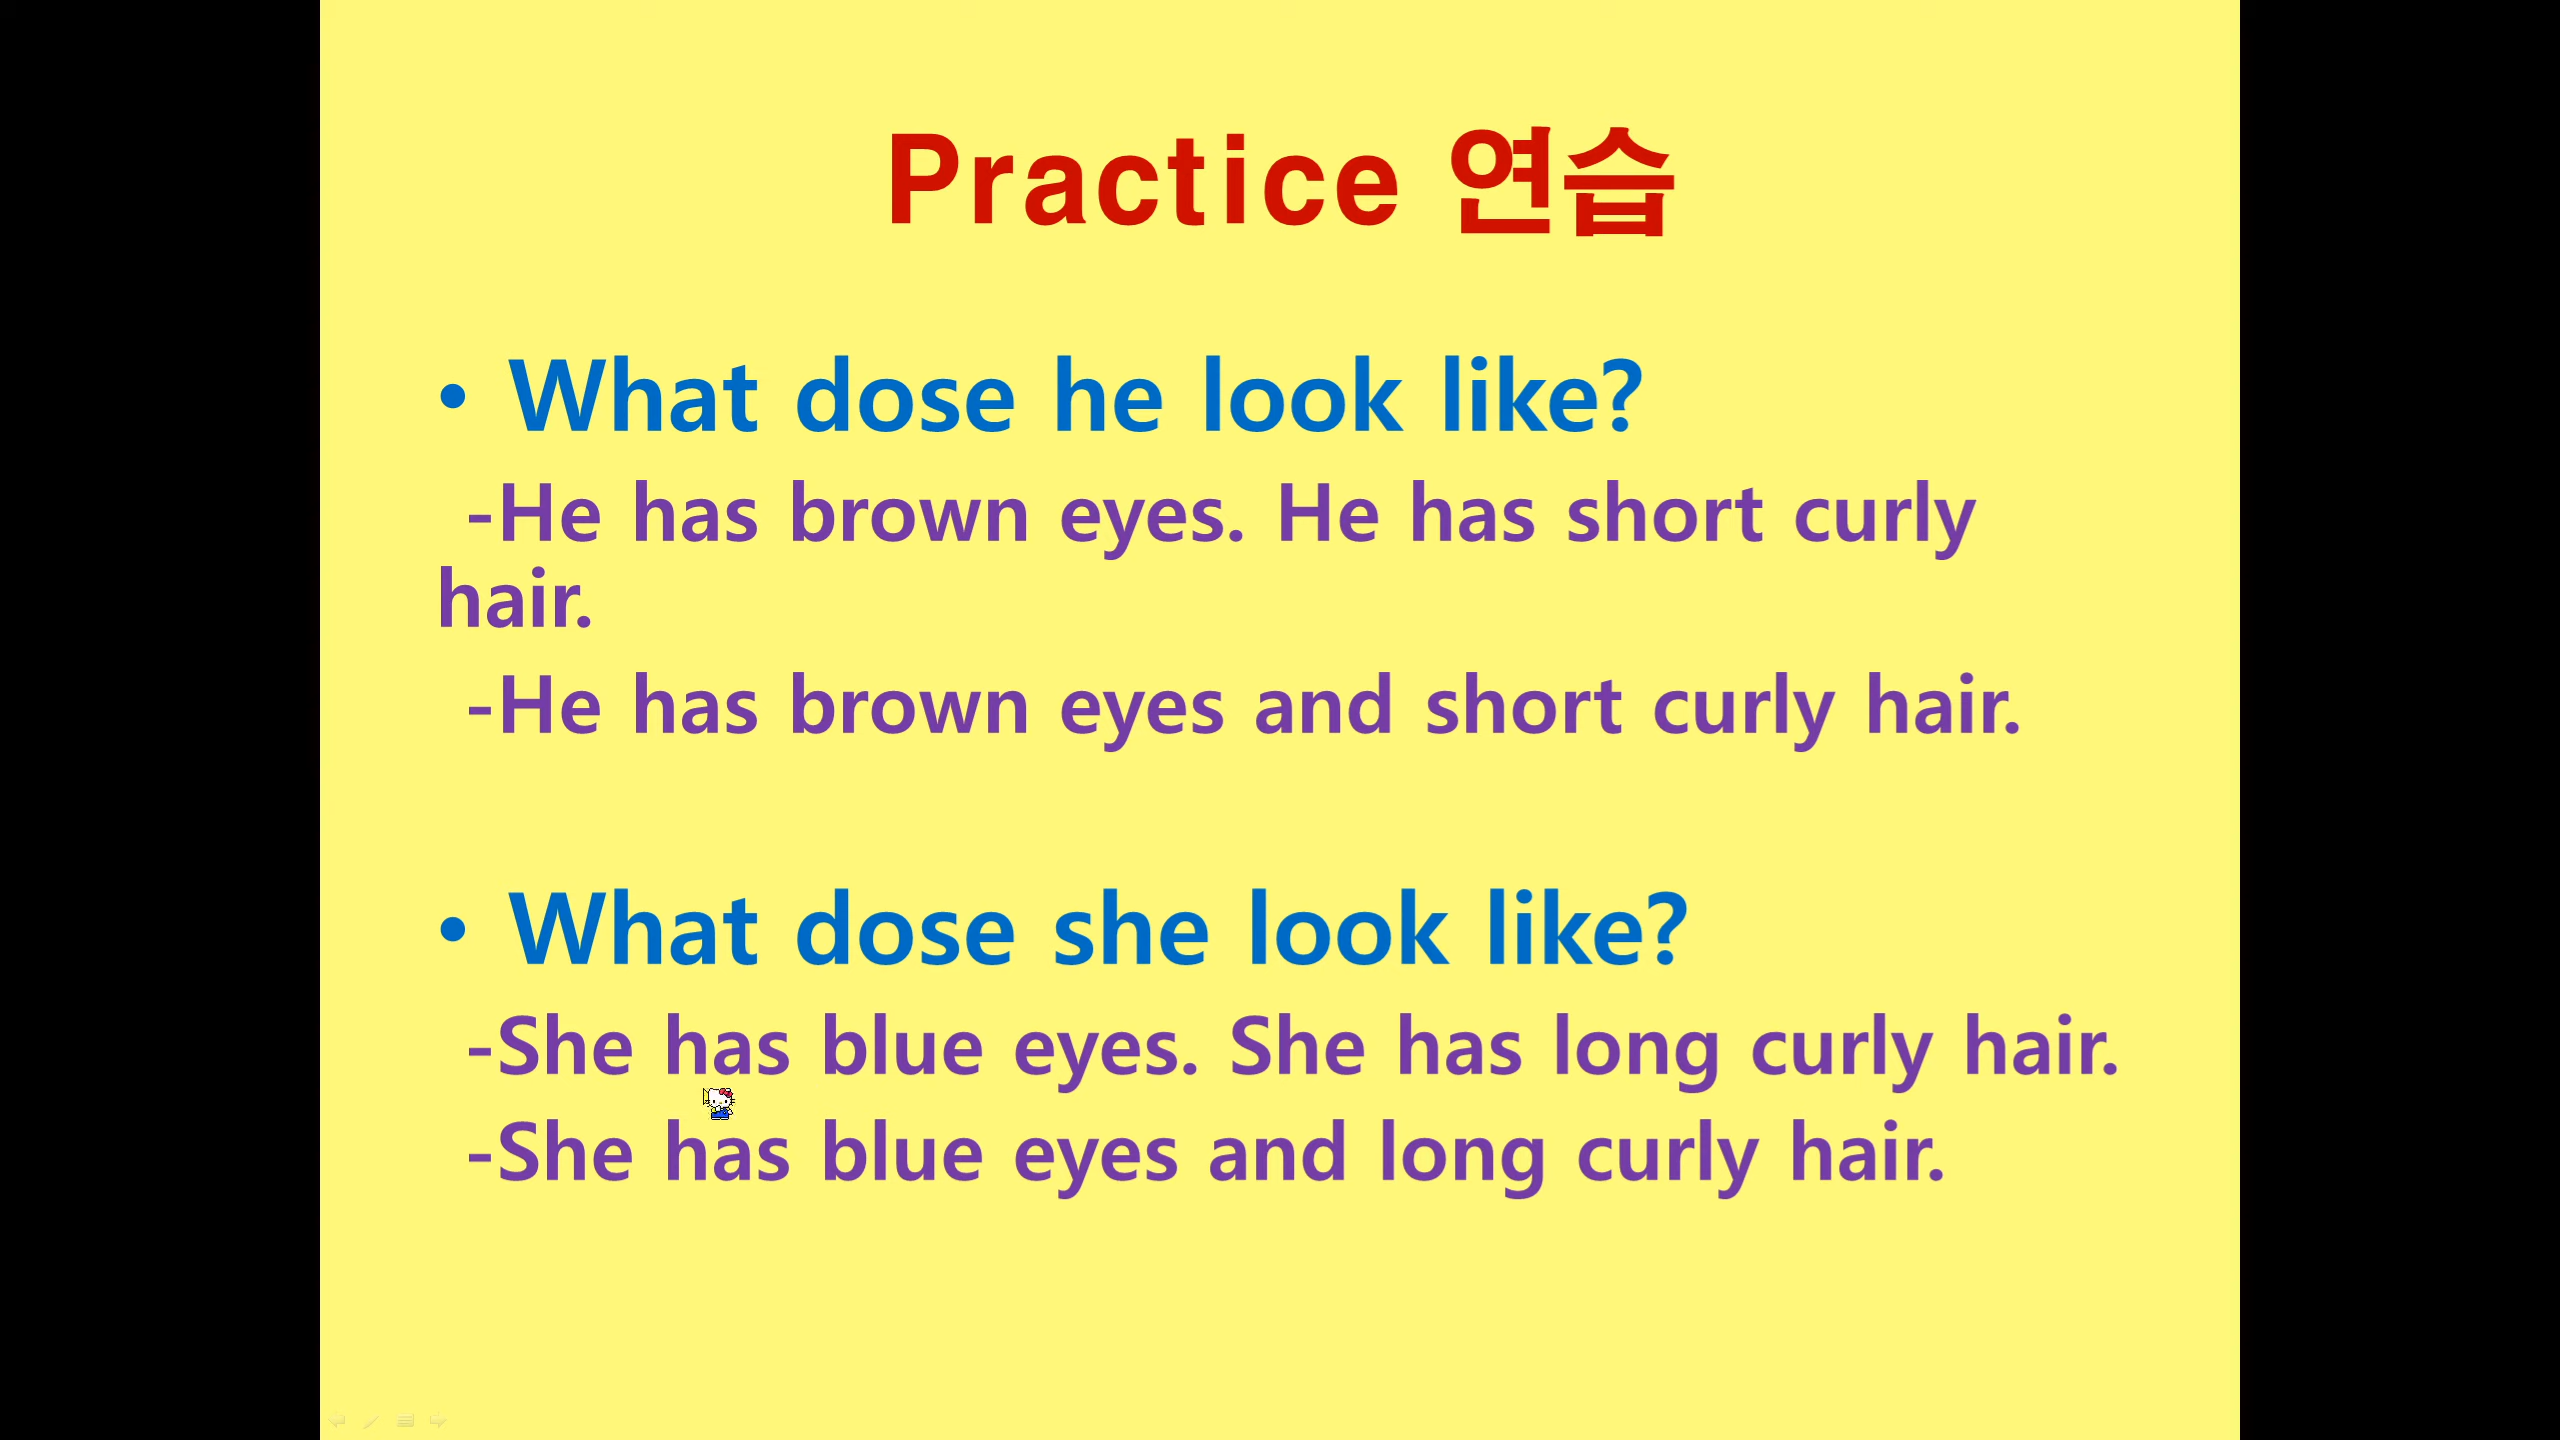 Practice 연습
• What dose he look like?
-He has brown eyes. He has short curly
hair.
-He has brown eyes and short curly hair.
• What dose she look like?
-She has blue eyes. She has long curly hair.
-She has blue eyes and long curly hair.